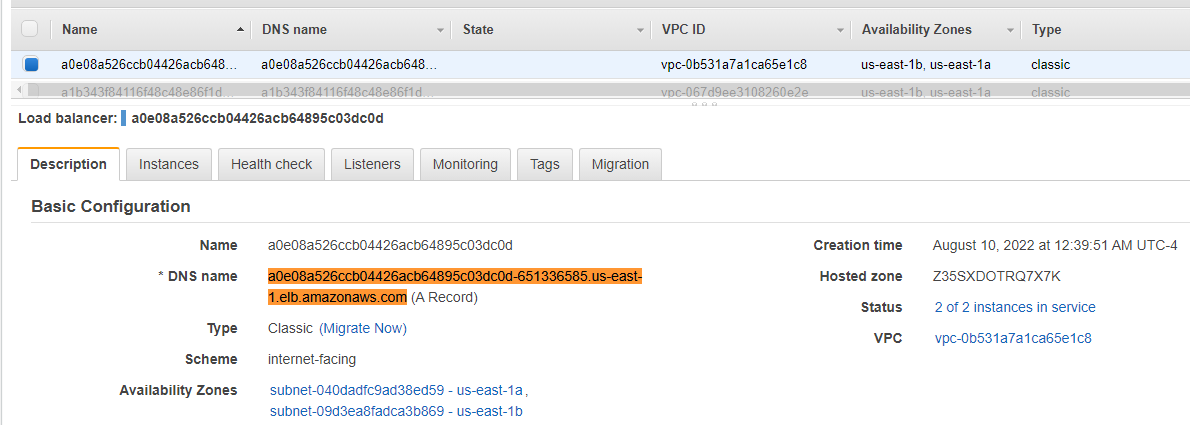 Name DNS name State VPC ID Availability Zones Type
a0e08a526ccb04426acb648... a0e08a526ccb04426acb648... vpc-0b531a7a1ca65e1c8 us-east-1b, us-east-1a classic
a1b343f84116f48c48e86f1d... a1b343f84116f48c48e86f1d... vpc-067d9ee3108260e2e us-east-1b, us-east-1a classic
Load balancer: a0e08a526ccb04426acb64895c03dc0d
Description Instances Health check Listeners Monitoring Tags Migration
Basic Configuration
Name a0e08a526ccb04426acb64895c03dc0d Creation time August 10, 2022 at 12:39:51 AM UTC-4
* DNS name a0e08a526ccb04426acb64895c03dc0d-651336585.us-east- Hosted zone Z35SXDOTRQ7X7K
1.elb.amazonaws.com (A Record)
Status 2 of 2 instances in service
Type Classic (Migrate Now)
VPC vpc-0b531a7a1ca65e1c8
Scheme internet-facing
Availability Zones subnet-040dadfc9ad38ed59 - us-east-1a,
subnet-09d3ea8fadca3b869 - us-east-1b